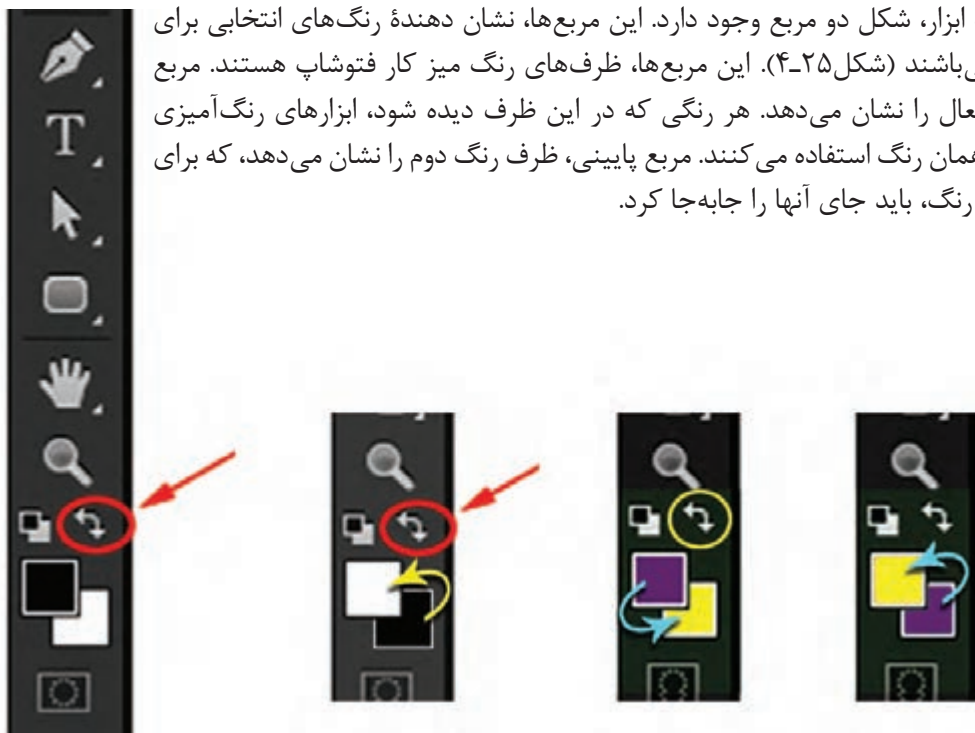 ابزار، شکل دو مربع وجود دارد. این مربع‌ها، نشان دهندهٔ رنگ‌های انتخابی برای
باشند (شکل۲۵ـ۴). این مربع‌ها، ظرف‌های رنگ میز کار فتوشاپ هستند. مربع
را نشان می‌دهد. هر رنگی که در این ظرف دیده شود، ابزارهای رنگ‌آمیزی
همان رنگ استفاده می‌کنند. مربع پایینی، ظرف رنگ دوم را نشان می‌دهد، که برای
رنگ، باید جای آنها را جابه‌جا کرد.
T